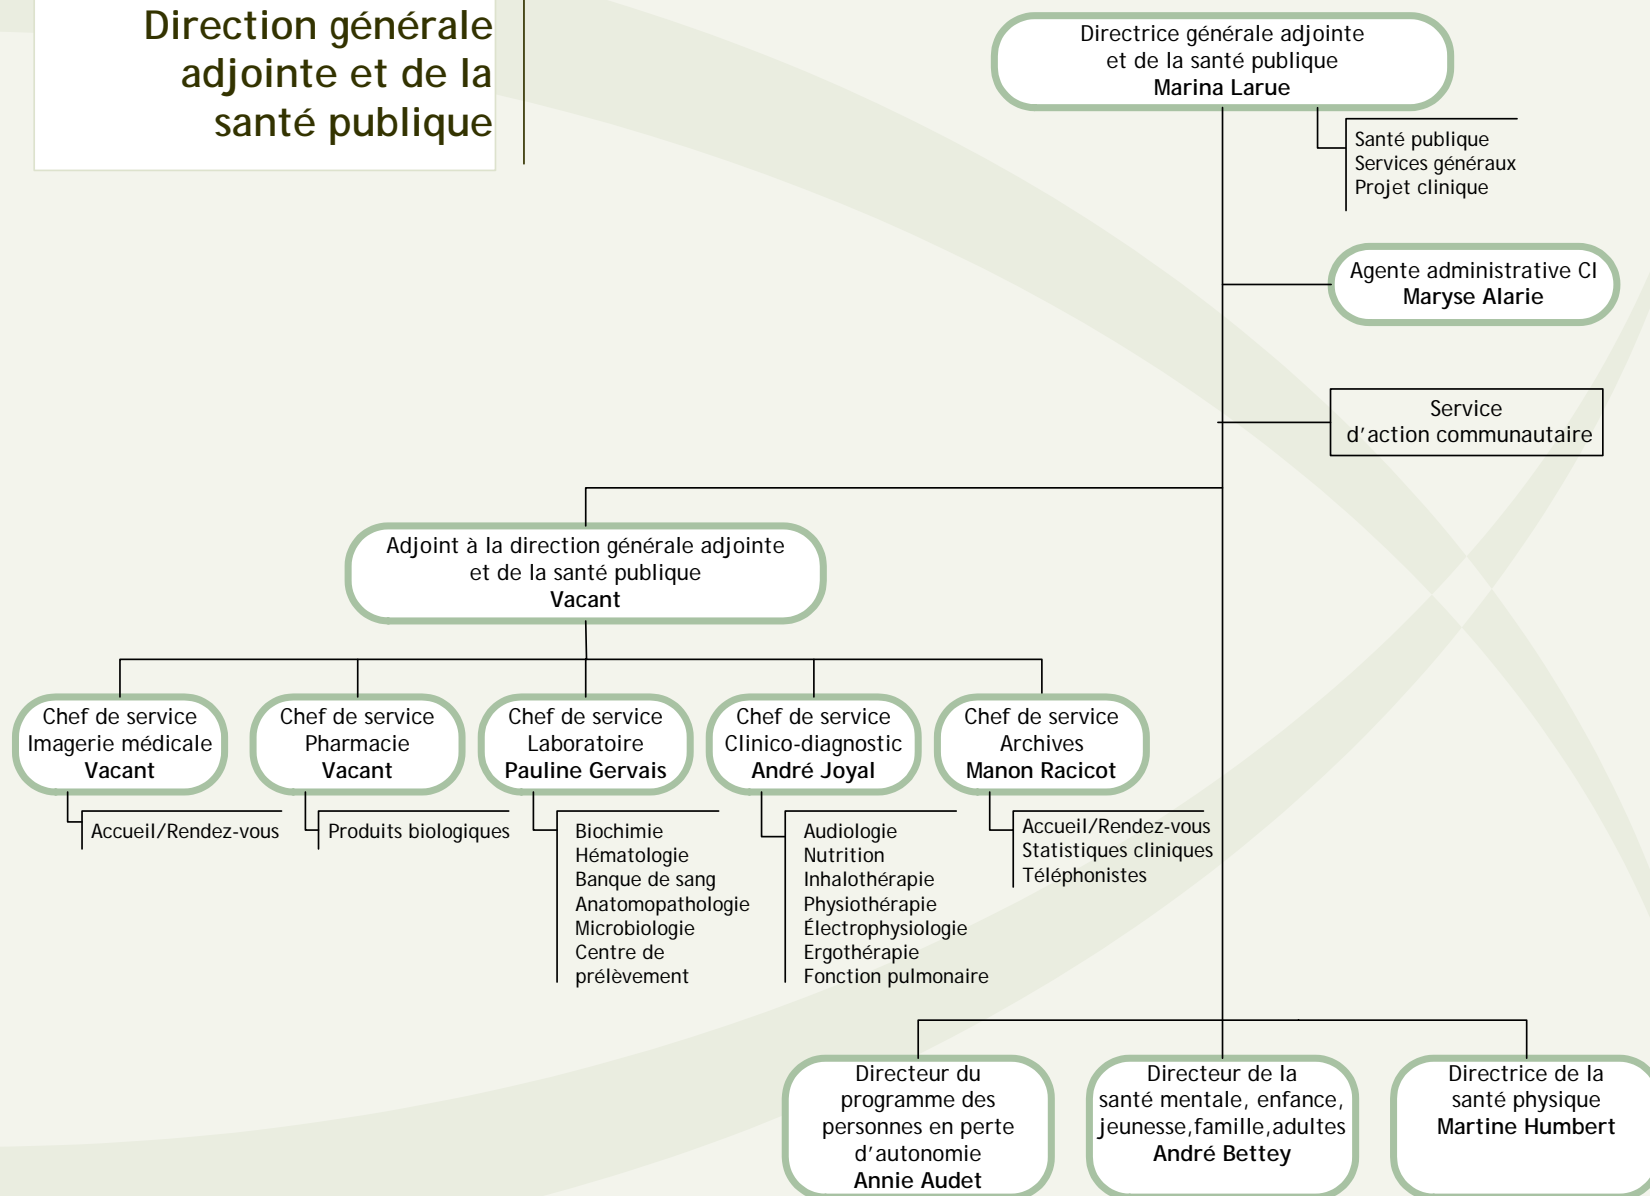 Direction générale
adjointe et de la
santé publique
Directrice générale adjointe
et de la santé publique
Marina Larue
Santé publique
Services généraux
Projet clinique
Agente administrative CI
Maryse Alarie
Service
d'action communautaire
Adjoint à la direction générale adjointe
et de la santé publique
Vacant
Chef de service
Imagerie médicale
Vacant
Accueil/Rendez-vous
Chef de service
Pharmacie
Vacant
Produits biologiques
Chef de service
Laboratoire
Pauline Gervais
Biochimie
Hématologie
Banque de sang
Anatomopathologie
Microbiologie
Centre de
prélèvement
Chef de service
Clinico-diagnostic
André Joyal
Audiologie
Nutrition
Inhalothérapie
Physiothérapie
Électrophysiologie
Ergothérapie
Fonction pulmonaire
Chef de service
Archives
Manon Racicot
Accueil/Rendez-vous
Statistiques cliniques
Téléphonistes
Directeur du
programme des
personnes en perte
d'autonomie
Annie Audet
Directeur de la
santé mentale, enfance,
jeunesse,famille,adultes
André Bettey
Directrice de la
santé physique
Martine Humbert